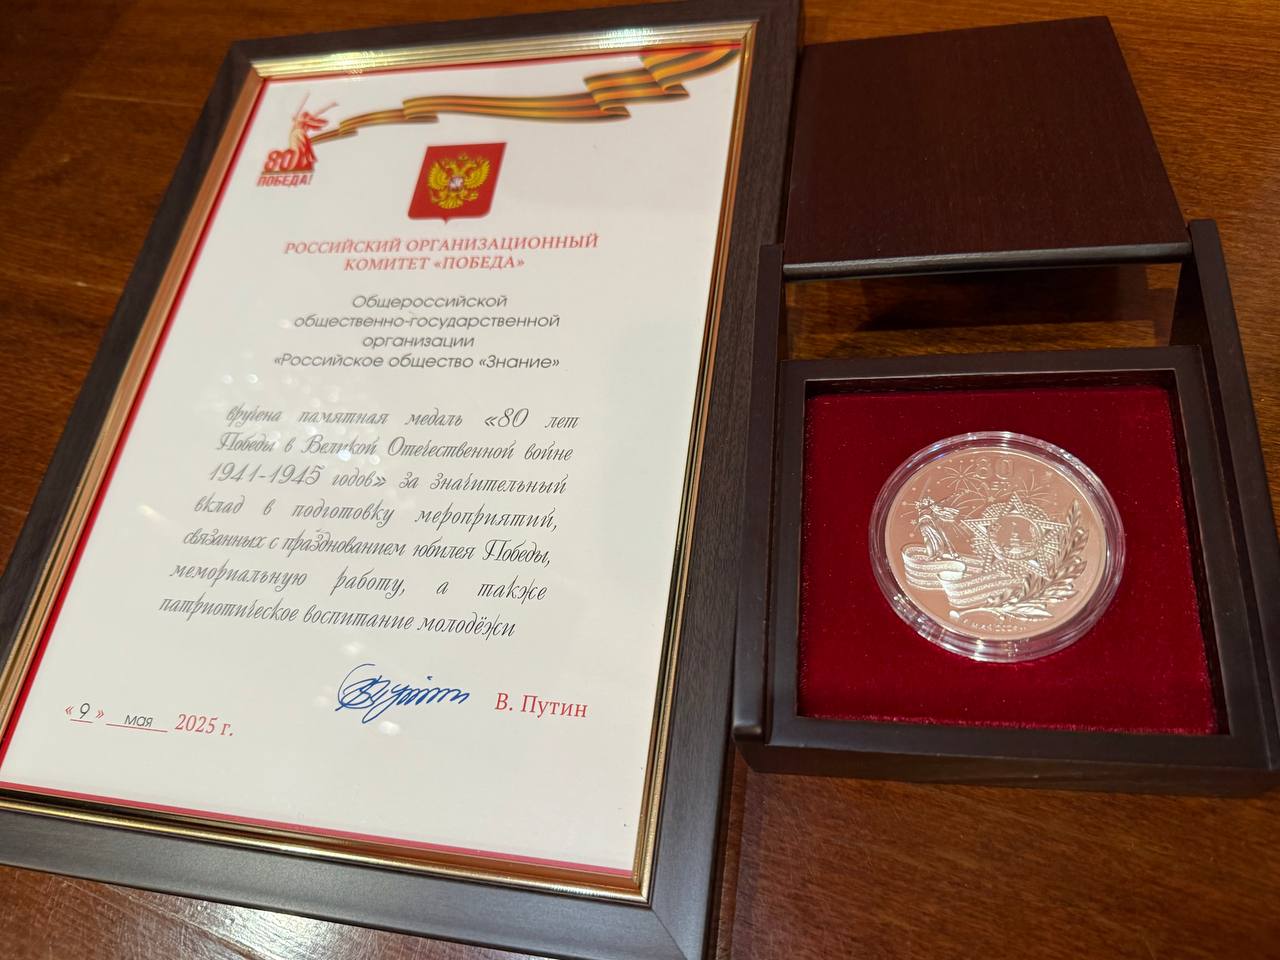 80
ПОБЕДА!
РОССИЙСКИЙ ОРГАНИЗАЦИОННЫЙ
КОМИТЕТ «ПОБЕДА»
Общероссийской
общественно-государственной
организации
«Российское общество «Знание»
вручена памятная медаль «80 лет
Победы в Великой Отечественной войне
1941-1945 годов» за значительный
вклад в подготовку мероприятий,
связанных с празднованием юбилея Победы,
мемориальную работу, а также
патриотическое воспитание молодёжи
В. Путин
«9» мая 2025 г.
80